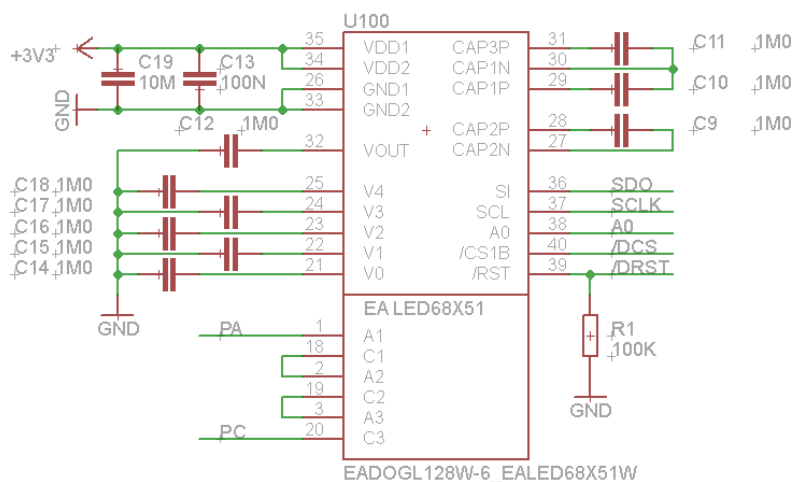 U100
+3V3
C19
10M
C13
100N
GND
35
34
26
33
32
25
24
23
22
21
VDD1
VDD2
GND1
GND2
VOUT
V4
V3
V2
V1
V0
CAP3P
CAP1N
CAP1P
CAP2P
CAP2N
SI
SCL
A0
/CS1B
/RST
31
30
29
28
27
36
37
38
40
39
C11 1M0
C10 1M0
C9 1M0
SDO
SCLK
A0
/DCS
/DRST
C12 1M0
C18 1M0
C17 1M0
C16 1M0
C15 1M0
C14 1M0
GND
EA LED68X51
PA
PC
1
18
2
19
3
20
A1
C1
A2
C2
A3
C3
R1
100K
GND
EADOGL128W-6_EALED68X51W